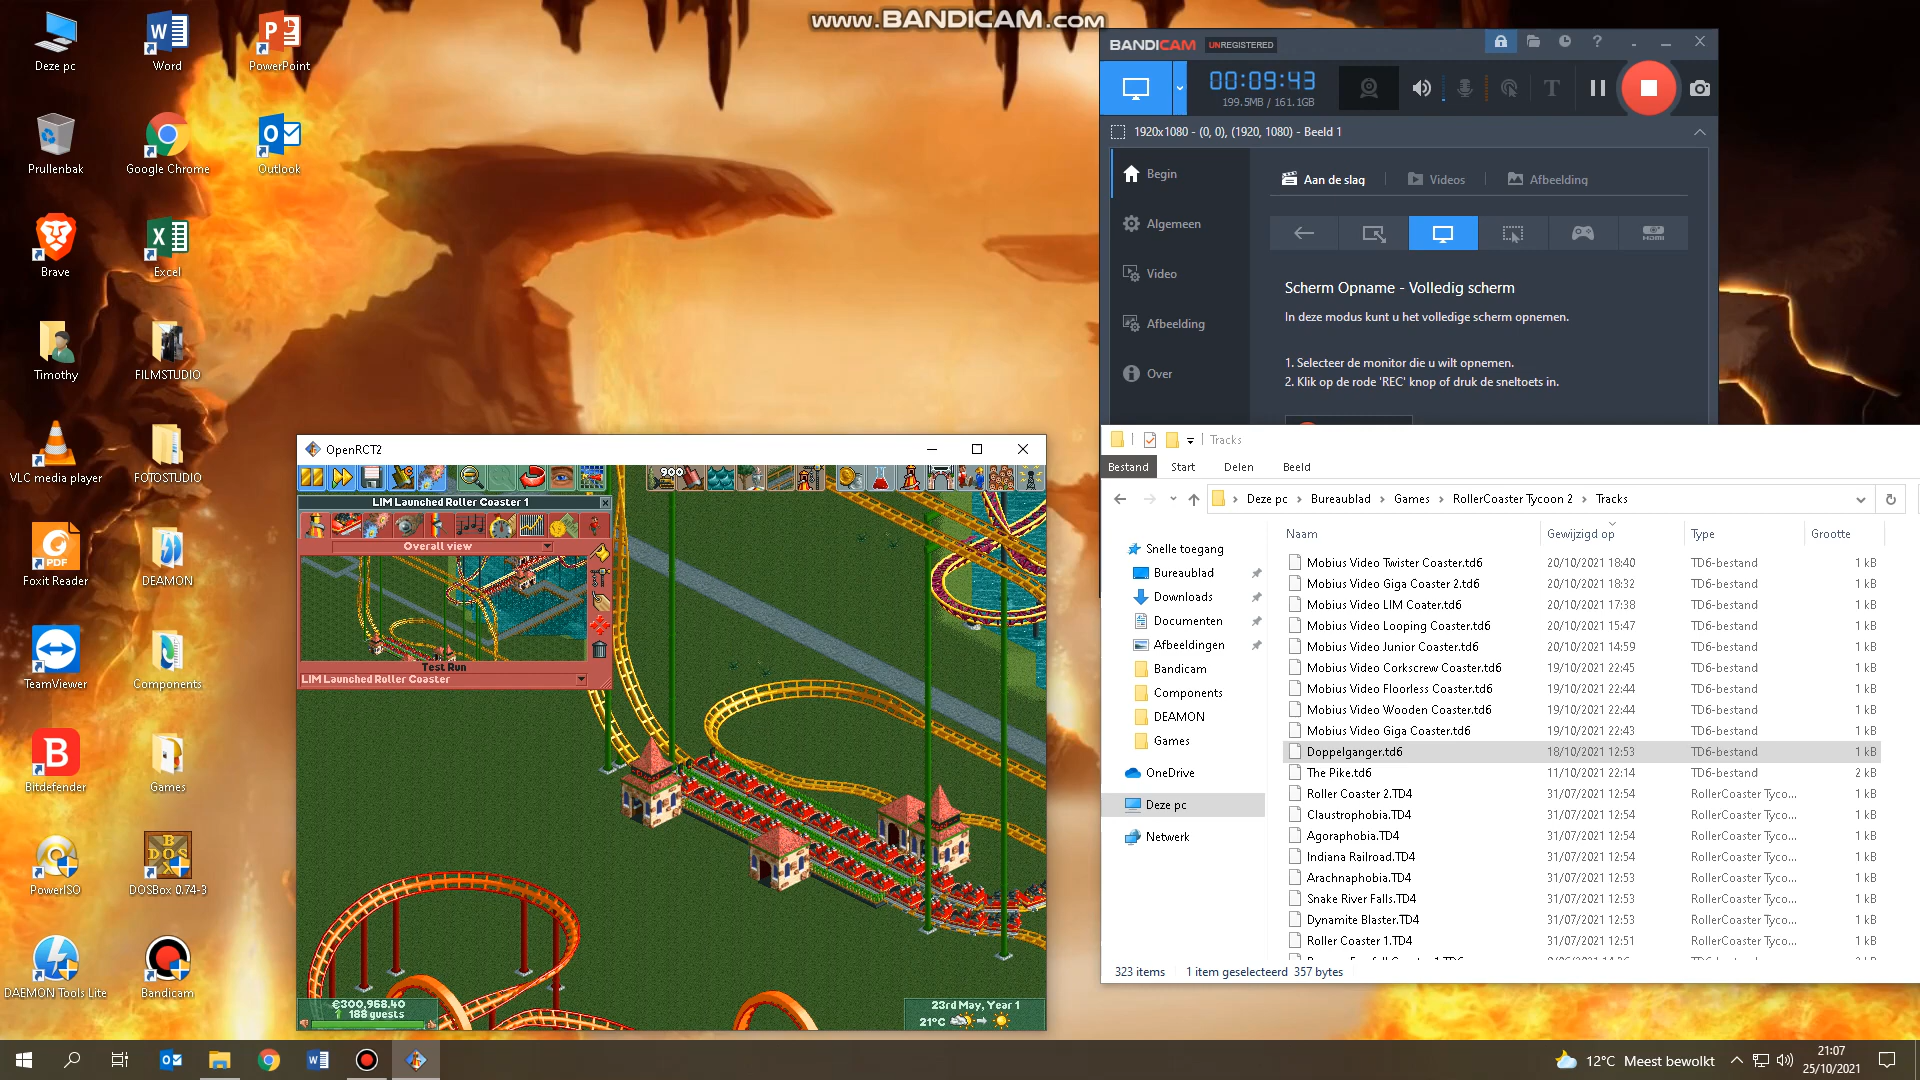 www.BANDICAM.com
Deze pc
Word
PowerPoint
Prullenbak
Google Chrome
Outlook
Brave
Excel
Timothy
FILMSTUDIO
VLC media player
FOTOSTUDIO
Foxit Reader
DEAMON
TeamViewer
Components
Bitdefender
Games
PowerISO
DOSBox 0.74-3
DAEMON Tools Lite
Bandicam
BANDICAM UNREGISTERED
00:09:43
199.5MB / 161.1GB
1920x1080 - (0, 0), (1920, 1080) - Beeld 1
Begin
Algemeen
Video
Afbeelding
Over
Aan de slag
Videos
Afbeelding
HDMI
Scherm Opname - Volledig scherm
In deze modus kunt u het volledige scherm opnemen.
1. Selecteer de monitor die u wilt opnemen.
2. Klik op de rode 'REC' knop of druk de sneltoets in.
OpenRCT2
900
LIM Launched Roller Coaster 1
Overall view
Test Run
LIM Launched Roller Coaster
€300,968.40
188 guests
23rd May, Year 1
21°C
Tracks
Bestand Start Delen Beeld
Deze pc > Bureaublad > Games > RollerCoaster Tycoon 2 > Tracks
Snelle toegang
Bureaublad
Downloads
Documenten
Afbeeldingen
Bandicam
Components
DEAMON
Games
OneDrive
Deze pc
Netwerk
Naam Gewijzigd op Type Grootte
Mobius Video Twister Coaster.td6 20/10/2021 18:40 TD6-bestand 1 kB
Mobius Video Giga Coaster 2.td6 20/10/2021 18:32 TD6-bestand 1 kB
Mobius Video LIM Coater.td6 20/10/2021 17:38 TD6-bestand 1 kB
Mobius Video Looping Coaster.td6 20/10/2021 15:47 TD6-bestand 1 kB
Mobius Video Junior Coaster.td6 20/10/2021 14:59 TD6-bestand 1 kB
Mobius Video Corkscrew Coaster.td6 19/10/2021 22:45 TD6-bestand 1 kB
Mobius Video Floorless Coaster.td6 19/10/2021 22:44 TD6-bestand 1 kB
Mobius Video Wooden Coaster.td6 19/10/2021 22:44 TD6-bestand 1 kB
Mobius Video Giga Coaster.td6 19/10/2021 22:43 TD6-bestand 1 kB
Doppelganger.td6 18/10/2021 12:53 TD6-bestand 1 kB
The Pike.td6 11/10/2021 22:14 TD6-bestand 2 kB
Roller Coaster 2.TD4 31/07/2021 12:54 RollerCoaster Tyco... 1 kB
Claustrophobia.TD4 31/07/2021 12:54 RollerCoaster Tyco... 1 kB
Agoraphobia.TD4 31/07/2021 12:54 RollerCoaster Tyco... 1 kB
Indiana Railroad.TD4 31/07/2021 12:54 RollerCoaster Tyco... 1 kB
Arachnaphobia.TD4 31/07/2021 12:53 RollerCoaster Tyco... 1 kB
Snake River Falls.TD4 31/07/2021 12:53 RollerCoaster Tyco... 1 kB
Dynamite Blaster.TD4 31/07/2021 12:53 RollerCoaster Tyco... 1 kB
Roller Coaster 1.TD4 31/07/2021 12:51 RollerCoaster Tyco... 1 kB
323 items 1 item geselecteerd 357 bytes
12°C Meest bewolkt
21:07
25/10/2021